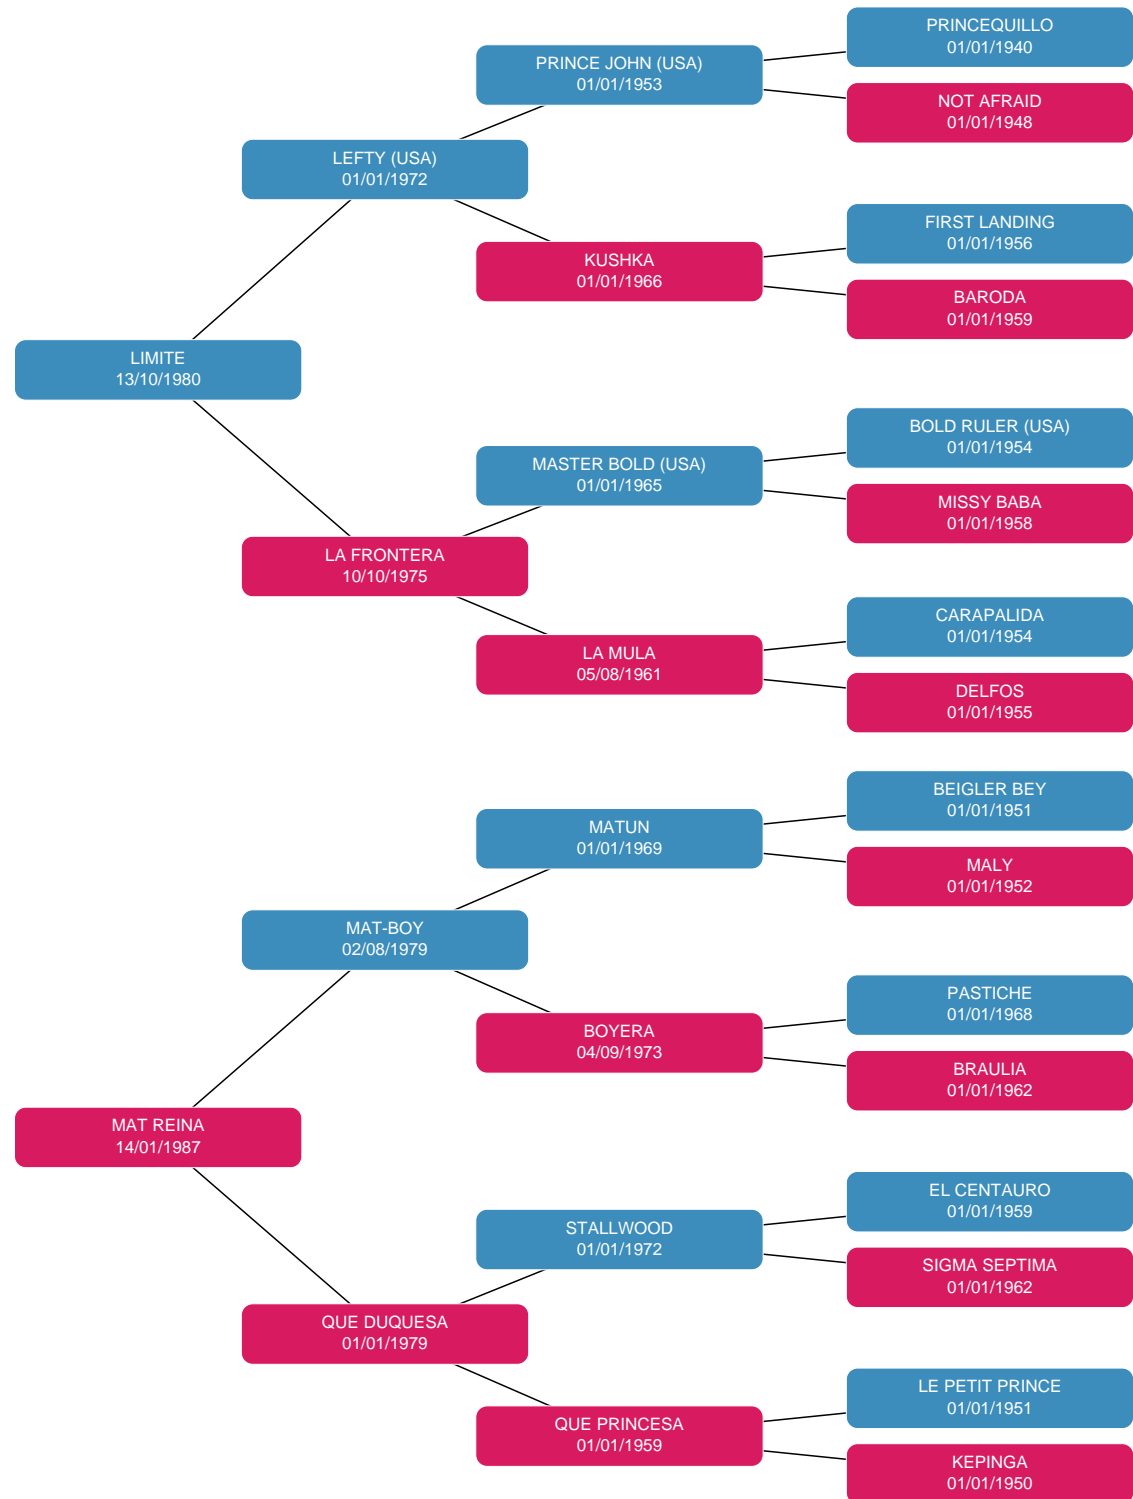 PRINCEQUILLO
01/01/1940
PRINCE JOHN (USA)
01/01/1953
NOT AFRAID
01/01/1948
LEFTY (USA)
01/01/1972
FIRST LANDING
01/01/1956
KUSHKA
01/01/1966
BARODA
01/01/1959
LIMITE
13/10/1980
BOLD RULER (USA)
01/01/1954
MASTER BOLD (USA)
01/01/1965
MISSY BABA
01/01/1958
LA FRONTERA
10/10/1975
CARAPALIDA
01/01/1954
LA MULA
05/08/1961
DELFOS
01/01/1955
BEIGLER BEY
01/01/1951
MATUN
01/01/1969
MALY
01/01/1952
MAT-BOY
02/08/1979
PASTICHE
01/01/1968
BOYERA
04/09/1973
BRAULIA
01/01/1962
MAT REINA
14/01/1987
EL CENTAURO
01/01/1959
STALLWOOD
01/01/1972
SIGMA SEPTIMA
01/01/1962
QUE DUQUESA
01/01/1979
LE PETIT PRINCE
01/01/1951
QUE PRINCESA
01/01/1959
KEPINGA
01/01/1950